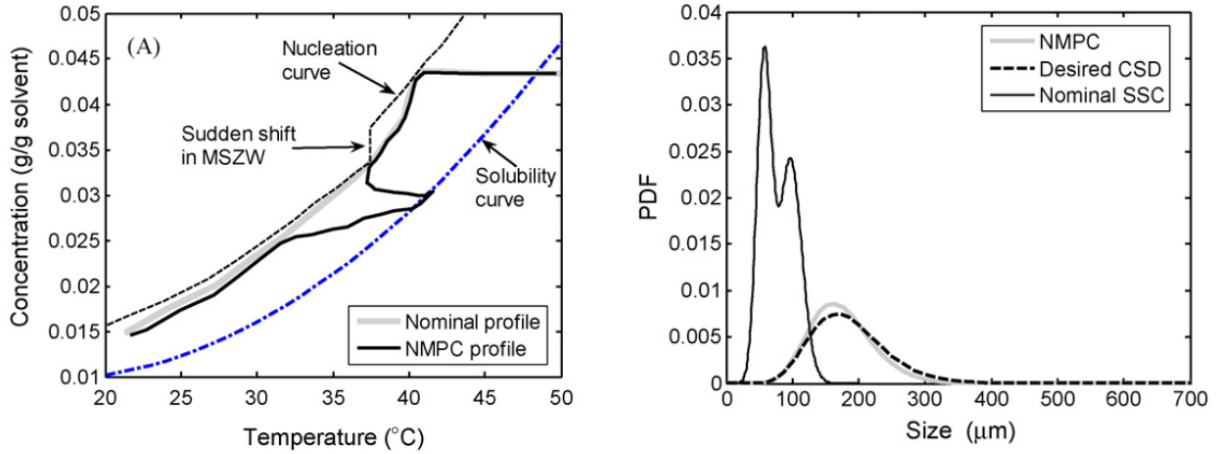 0.05
0.045
0.04
0.035
0.03
0.025
0.02
0.015
0.01
Concentration (g/g solvent)
(A)
Nucleation
curve
Sudden shift
in MSZW
Solubility
curve
Nominal profile
NMPC profile
20 25 30 35 40 45 50
Temperature (°C)
0.04
0.035
0.03
0.025
0.02
0.015
0.01
0.005
0
PDF
NMPC
Desired CSD
Nominal SSC
0 100 200 300 400 500 600 700
Size (μm)